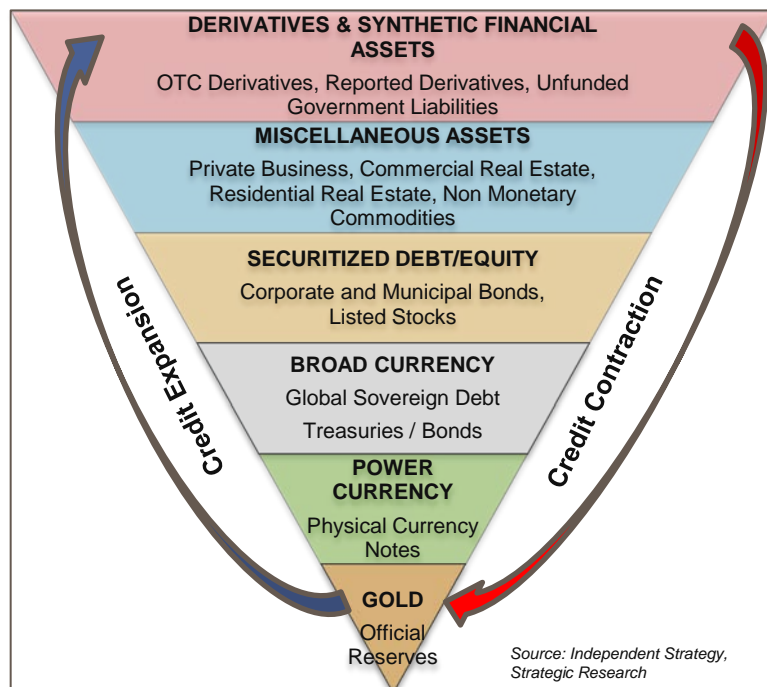 DERIVATIVES & SYNTHETIC FINANCIAL
ASSETS
OTC Derivatives, Reported Derivatives, Unfunded
Government Liabilities
MISCELLANEOUS ASSETS
Private Business, Commercial Real Estate,
Residential Real Estate, Non Monetary
Commodities
SECURITIZED DEBT/EQUITY
Corporate and Municipal Bonds,
Listed Stocks
BROAD CURRENCY
Global Sovereign Debt
Treasuries / Bonds
POWER
CURRENCY
Physical Currency
Notes
GOLD
Official
Reserves
Credit Expansion
Credit Contraction
Source: Independent Strategy,
Strategic Research